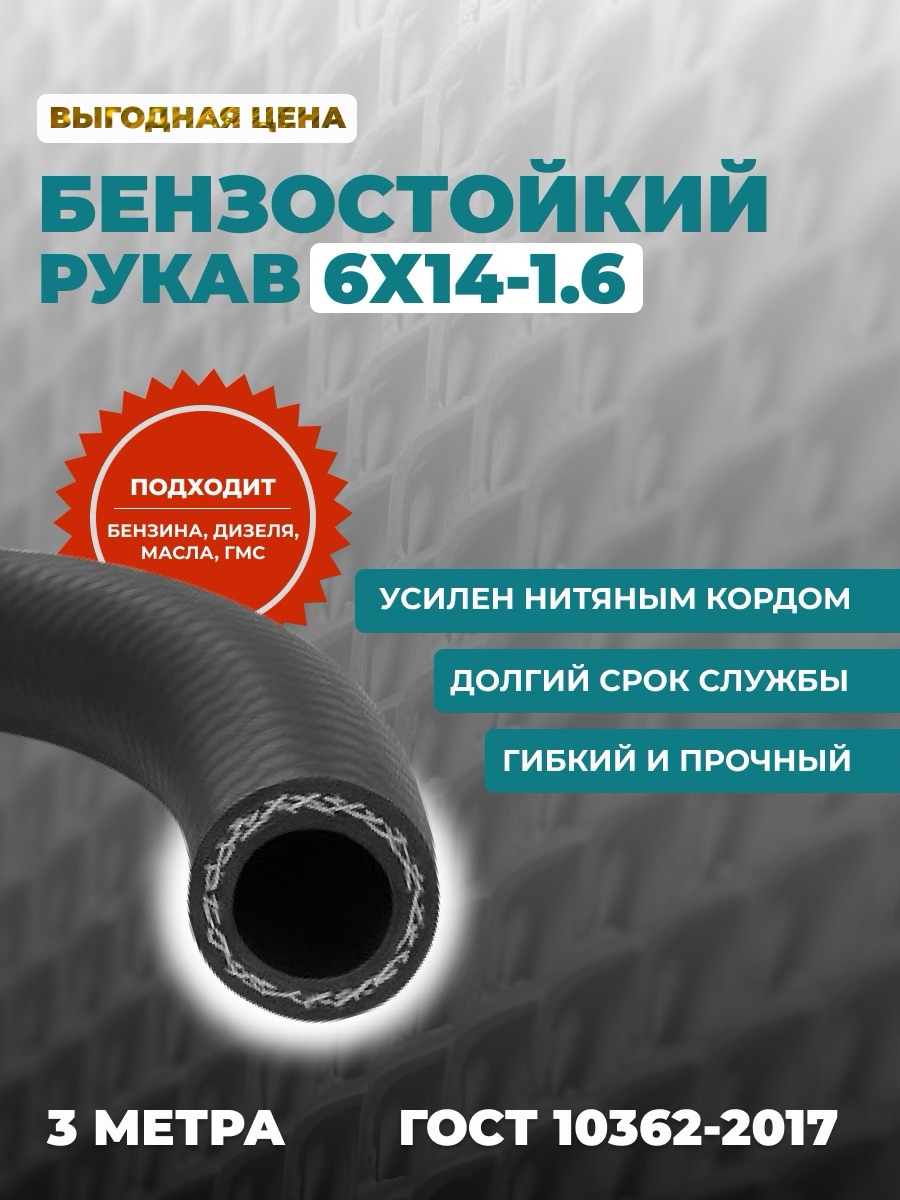 ВЫГОДНАЯ ЦЕНА
БЕНЗОСТОЙКИЙ
РУКАВ 6Х14-1.6
ПОДХОДИТ
БЕНЗИНА, ДИЗЕЛЯ,
МАСЛА, ГМС
УСИЛЕН НИТЯНЫМ КОРДОМ
ДОЛГИЙ СРОК СЛУЖБЫ
ГИБКИЙ И ПРОЧНЫЙ
3 МЕТРА
ГОСТ 10362-2017